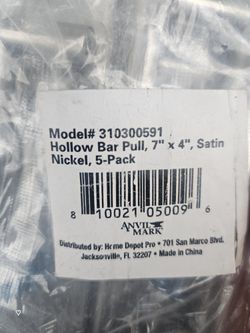 Model# 310300591
Hollow Bar Pull, 7" x 4", Satin
Nickel, 5-Pack
8 10021 05009 6
ANVIL
MARK
Distributed by: Home Depot Pro • 701 San Marco Blvd.
Jacksonville, FL 32207 • Made in China